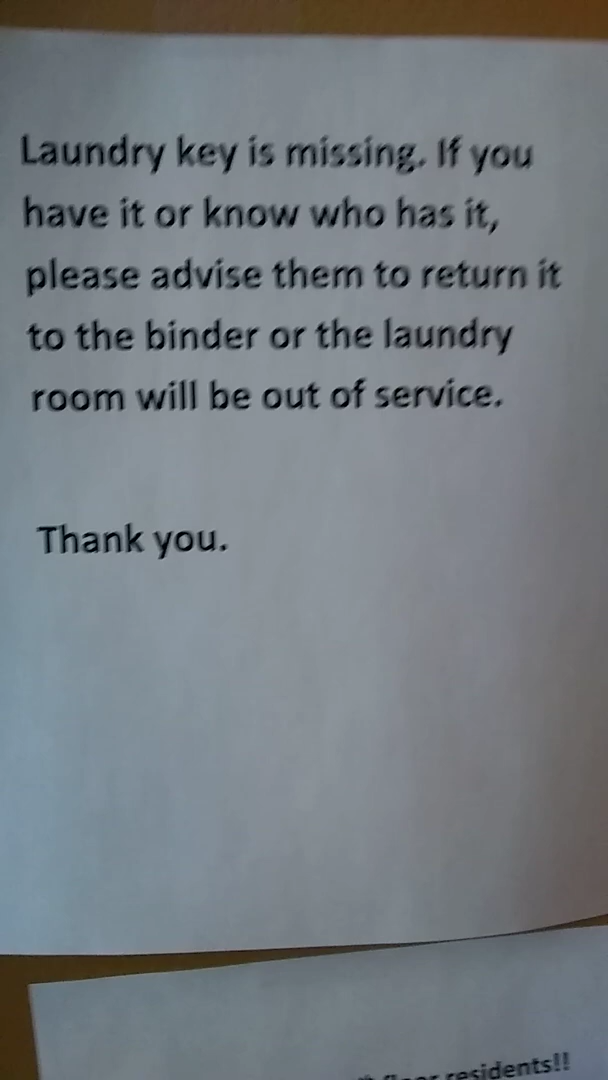 Laundry key is missing. If you
have it or know who has it,
please advise them to return it
to the binder or the laundry
room will be out of service.
Thank you.
floor residents!!